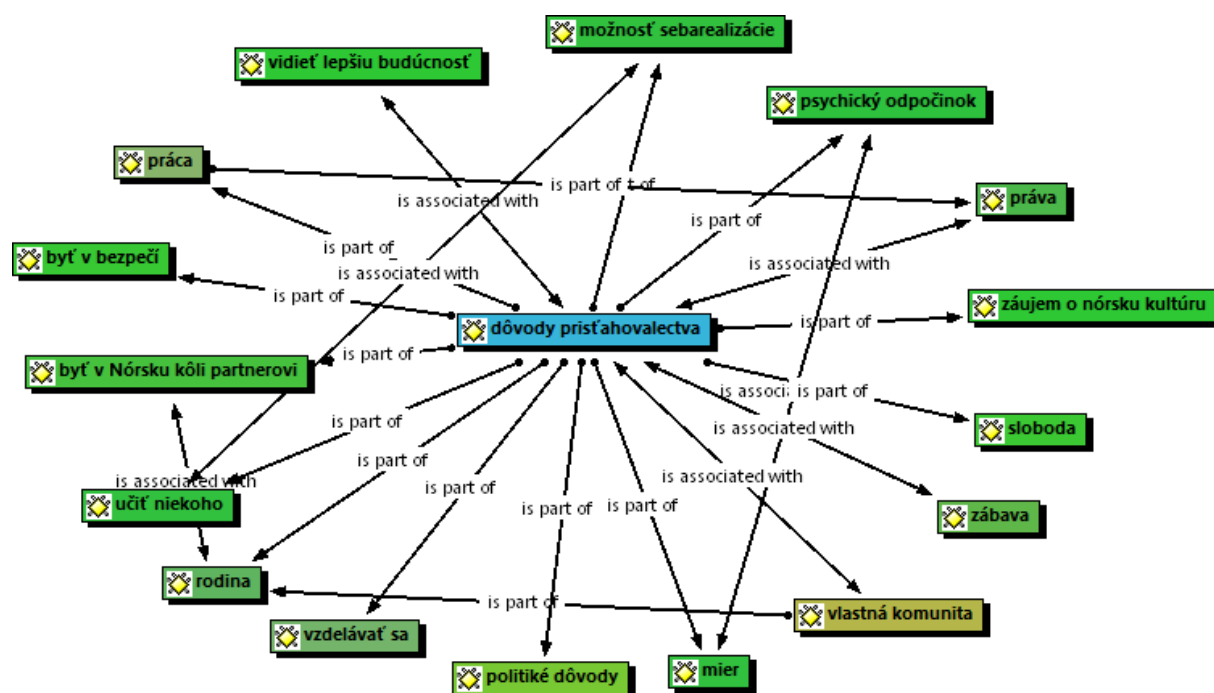 možnosť sebarealizácie
vidieť lepšiu budúcnosť
psychický odpočinok
práca
is part of
t of
práva
is associated with
is part of
is part of
byť v bezpečí
is associated with
is associated with
is part of
záujem o nórsku kultúru
dôvody prisťahovalectva
is part of
byť v Nórsku kôli partnerovi
is part of
is associ
is part of
is part of
sloboda
is associated with
is part of
is associated with
is associated with
is part of
učiť niekoho
is part of
is part of
zábava
rodina
is part of
vlastná komunita
vzdelávať sa
politiké dôvody
mier